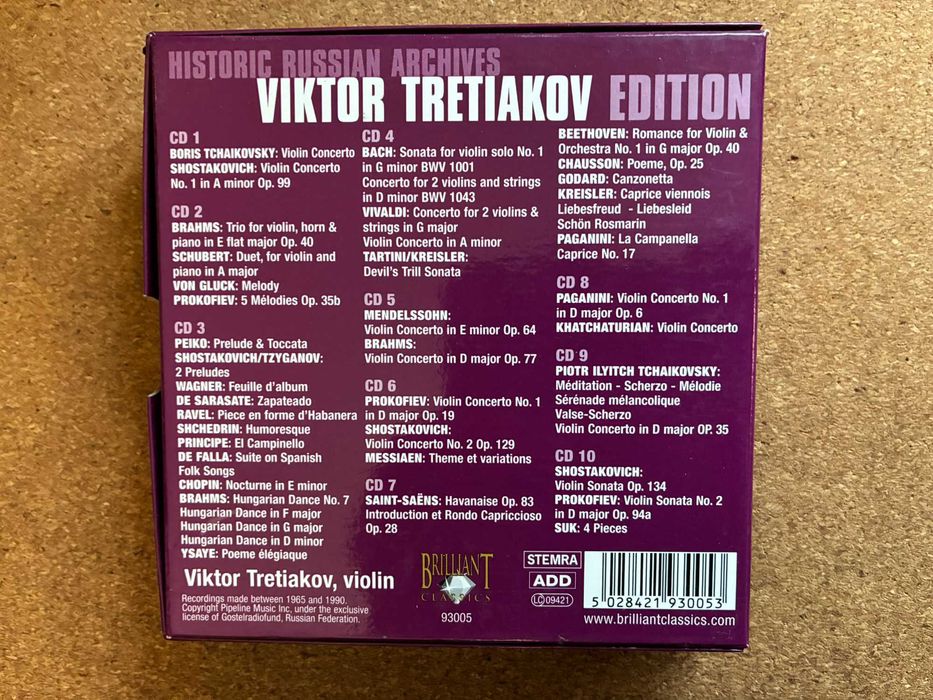 HISTORIC RUSSIAN ARCHIVES
VIKTOR TRETIAKOV EDITION
CD 1
BORIS TCHAIKOVSKY: Violin Concerto
SHOSTAKOVICH: Violin Concerto
No. 1 in A minor Op. 99
CD 2
BRAHMS: Trio for violin, horn &
piano in E flat major Op. 40
SCHUBERT: Duet, for violin and
piano in A major
VON GLUCK: Melody
PROKOFIEV: 5 Mélodies Op. 35b
CD 3
PEIKO: Prelude & Toccata
SHOSTAKOVICH/TZYGANOV:
2 Preludes
WAGNER: Feuille d'album
DE SARASATE: Zapateado
RAVEL: Piece en forme d'Habanera
SHCHEDRIN: Humoresque
PRINCIPE: El Campinello
DE FALLA: Suite on Spanish
Folk Songs
CHOPIN: Nocturne in E minor
BRAHMS: Hungarian Dance No. 7
Hungarian Dance in F major
Hungarian Dance in G major
Hungarian Dance in D minor
YSAYE: Poeme élégiaque
CD 4
BACH: Sonata for violin solo No. 1
in G minor BWV 1001
Concerto for 2 violins and strings
in D minor BWV 1043
VIVALDI: Concerto for 2 violins &
strings in G major
Violin Concerto in A minor
TARTINI/KREISLER:
Devil's Trill Sonata
CD 5
MENDELSSOHN:
Violin Concerto in E minor Op. 64
BRAHMS:
Violin Concerto in D major Op. 77
CD 6
PROKOFIEV: Violin Concerto No. 1
in D major Op. 19
SHOSTAKOVICH:
Violin Concerto No. 2 Op. 129
MESSIAEN: Theme et variations
CD 7
SAINT-SAËNS: Havanaise Op. 83
Introduction et Rondo Capriccioso
Op. 28
BEETHOVEN: Romance for Violin &
Orchestra No. 1 in G major Op. 40
CHAUSSON: Poeme, Op. 25
GODARD: Canzonetta
KREISLER: Caprice viennois
Liebesfreud - Liebesleid
Schön Rosmarin
PAGANINI: La Campanella
Caprice No. 17
CD 8
PAGANINI: Violin Concerto No. 1
in D major Op. 6
KHATCHATURIAN: Violin Concerto
CD 9
PIOTR ILYITCH TCHAIKOVSKY:
Méditation - Scherzo - Mélodie
Sérénade mélancolique
Valse-Scherzo
Violin Concerto in D major OP. 35
CD 10
SHOSTAKOVICH:
Violin Sonata Op. 134
PROKOFIEV: Violin Sonata No. 2
in D major Op. 94a
SUK: 4 Pieces
Viktor Tretiakov, violin
Recordings made between 1965 and 1990.
Copyright Pipeline Music Inc, under the exclusive
license of Gostelradiofund, Russian Federation.
BRILLIANT
CLASSICS
93005
STEMRA
ADD
LC 09421
5 028421 930053
www.brilliantclassics.com